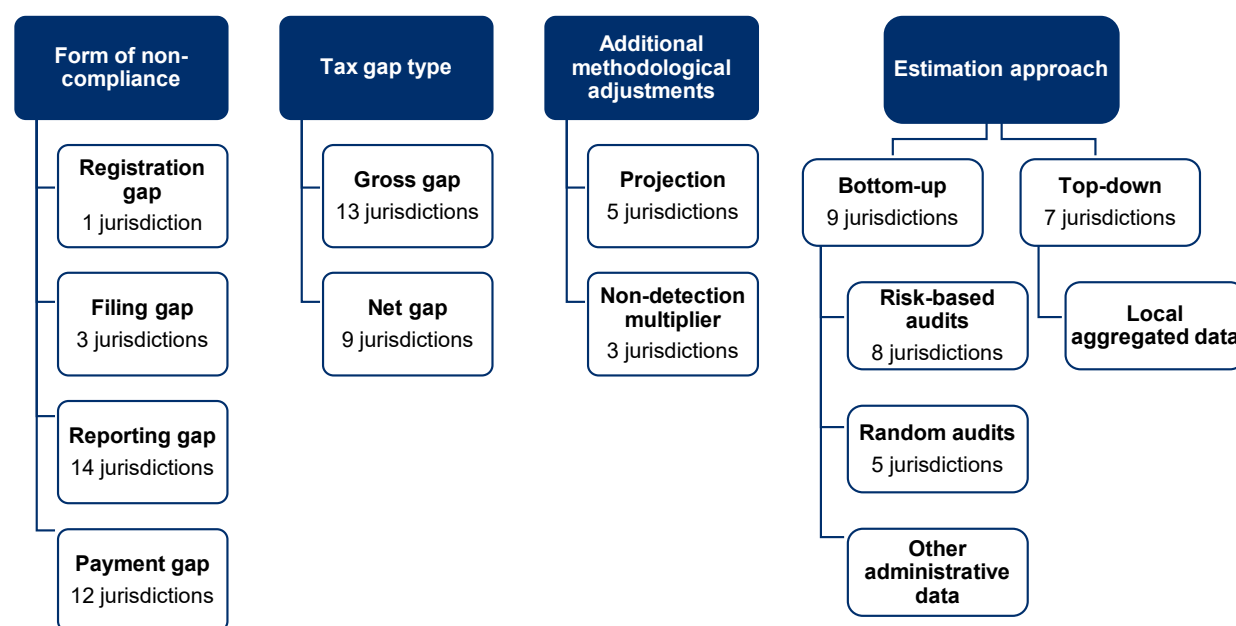 Form of non-
compliance
Registration
gap
1 jurisdiction
Filing gap
3 jurisdictions
Reporting gap
14 jurisdictions
Payment gap
12 jurisdictions
Tax gap type
Gross gap
13 jurisdictions
Net gap
9 jurisdictions
Additional
methodological
adjustments
Projection
5 jurisdictions
Non-detection
multiplier
3 jurisdictions
Estimation approach
Bottom-up
9 jurisdictions
Risk-based
audits
8 jurisdictions
Random audits
5 jurisdictions
Other
administrative
data
Top-down
7 jurisdictions
Local
aggregated data